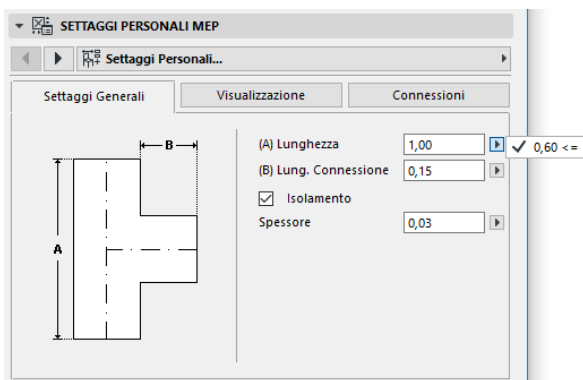 SETTAGGI PERSONALI MEP
Settaggi Personali...
Settaggi Generali
Visualizzazione
Connessioni
B
A
(A) Lunghezza 1,00
0,60 <=
(B) Lung. Connessione 0,15
Isolamento
Spessore 0,03